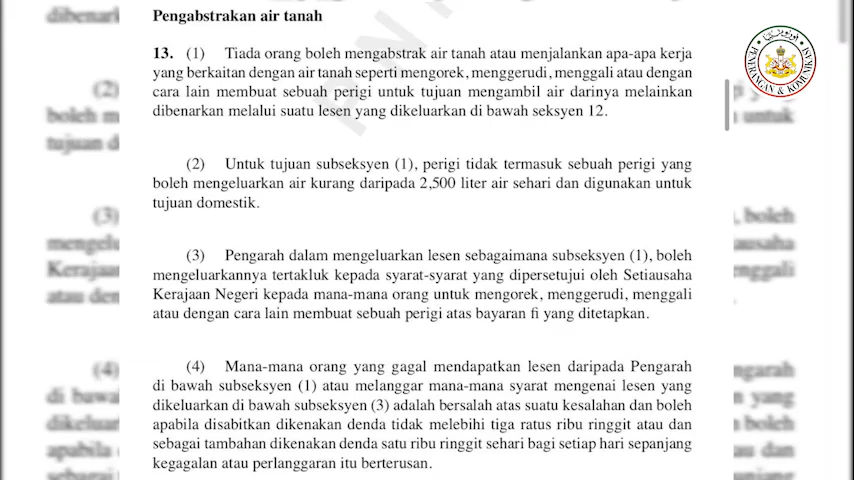 Pengabstrakan air tanah
13. (1) Tiada orang boleh mengabstrak air tanah atau menjalankan apa-apa kerja
yang berkaitan dengan air tanah seperti mengorek, menggerudi, menggali atau dengan
cara lain membuat sebuah perigi untuk tujuan mengambil air darinya melainkan
dibenarkan melalui suatu lesen yang dikeluarkan di bawah seksyen 12.
(2) Untuk tujuan subseksyen (1), perigi tidak termasuk sebuah perigi yang
boleh mengeluarkan air kurang daripada 2,500 liter air sehari dan digunakan untuk
tujuan domestik.
(3) Pengarah dalam mengeluarkan lesen sebagaimana subseksyen (1), boleh
mengeluarkannya tertakluk kepada syarat-syarat yang dipersetujui oleh Setiausaha
Kerajaan Negeri kepada mana-mana orang untuk mengorek, menggerudi, menggali
atau dengan cara lain membuat sebuah perigi atas bayaran fi yang ditetapkan.
(4) Mana-mana orang yang gagal mendapatkan lesen daripada Pengarah
di bawah subseksyen (1) atau melanggar mana-mana syarat mengenai lesen yang
dikeluarkan di bawah subseksyen (3) adalah bersalah atas suatu kesalahan dan boleh
apabila disabitkan dikenakan denda tidak melebihi tiga ratus ribu ringgit atau dan
sebagai tambahan dikenakan denda satu ribu ringgit sehari bagi setiap hari sepanjang
kegagalan atau perlanggaran itu berterusan.
PENERANGAN & KOMUNIKASI